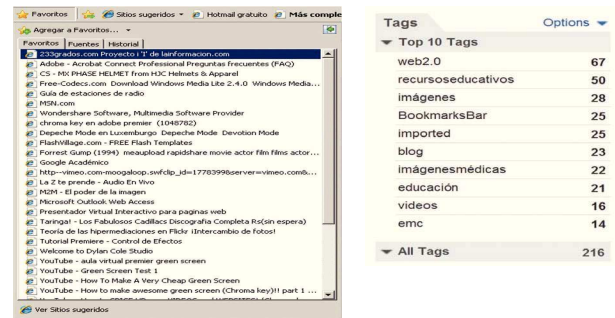 Favoritos Sitios sugeridos Hotmail gratuito Más comple
Agregar a Favoritos...
Favoritos Fuentes Historial
233grados.com Proyecto i 'I' de lainformacion.com
Adobe - Acrobat Connect Professional Preguntas frecuentes (FAQ)
CS - MX PHASE HELMET from HJC Helmets & Apparel
Free-Codecs.com Download Windows Media Lite 2.4.0 Windows Media...
Guía de estaciones de radio
MSN.com
Wondershare Software, Multimedia Software Provider
chroma key en adobe premier (1048782)
Depeche Mode en Luxemburgo Depeche Mode Devotion Mode
FlashVillage.com - FREE Flash Templates
Forrest Gump (1994) meaupload rapidshare movie actor film films actor...
Google Académico
http--vimeo.com-moogaloop.swfclip_id=1778399&server=vimeo.com&...
La Z te prende - Audio En Vivo
M2M - El poder de la imagen
Microsoft Outlook Web Access
Presentador Virtual Interactivo para paginas web
Taringa! - Los Fabulosos Cadillacs Discografia Completa Rs(sin espera)
Teoría de las hipermediaciones en Flickr ¡Intercambio de fotos!
Tutorial Premiere - Control de Efectos
Welcome to Dylan Cole Studio
YouTube - aula virtual premier green screen
YouTube - Green Screen Test 1
YouTube - How To Make A Very Cheap Green Screen
YouTube - How to make awesome green screen (Chroma key)!! part 1 ...
Ver Sitios sugeridos
Tags Options
Top 10 Tags
web2.0 67
recursoseducativos 50
imágenes 28
BookmarksBar 25
imported 25
blog 23
imágenesmédicas 22
educación 21
videos 16
emc 14
All Tags 216